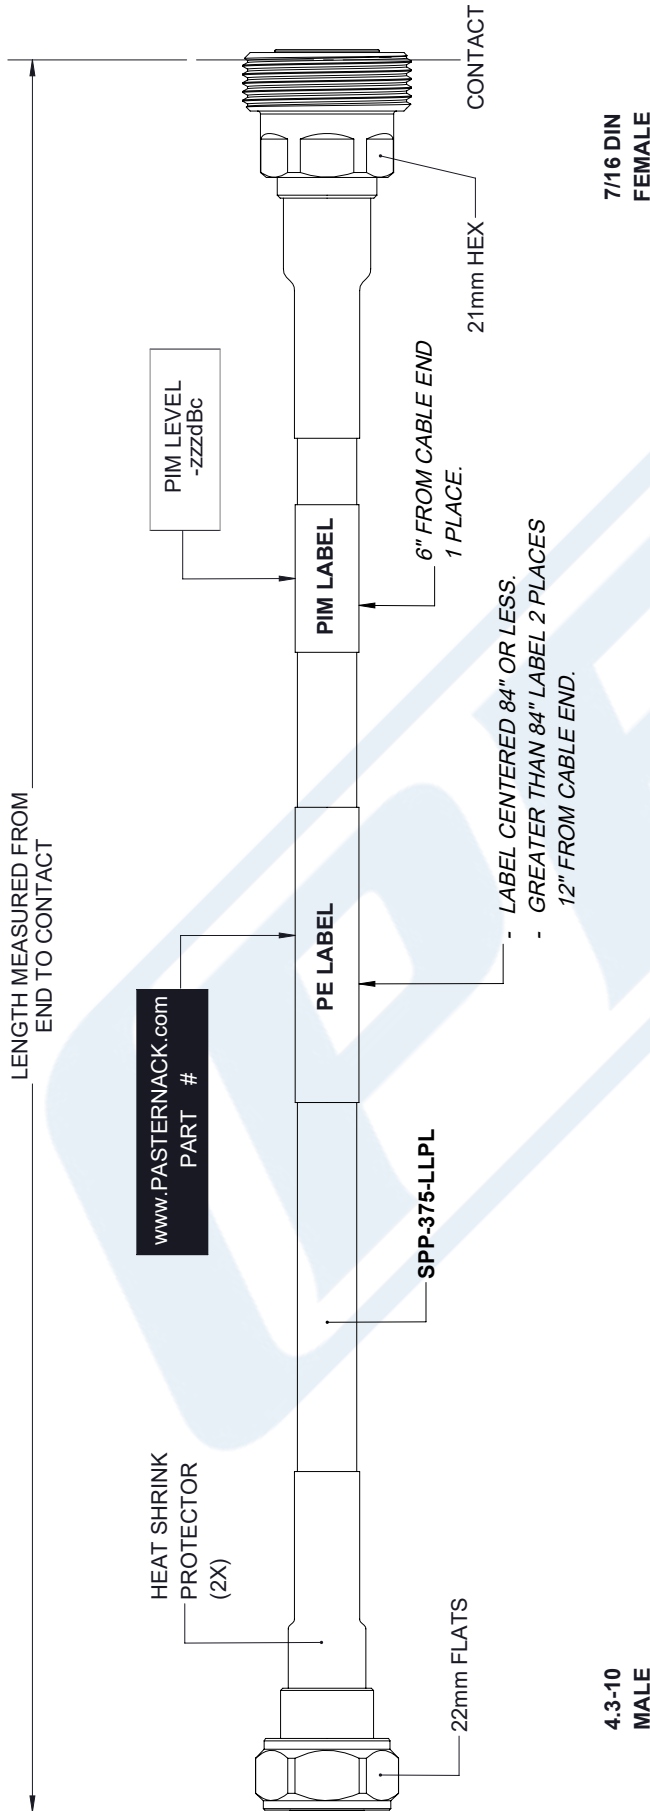 LENGTH MEASURED FROM
END TO CONTACT
HEAT SHRINK
PROTECTOR
(2X)
www.PASTERNACK.com
PART #
PIM LEVEL
-zzzdBc
PE LABEL
PIM LABEL
22mm FLATS
SPP-375-LLPL
- LABEL CENTERED 84" OR LESS.
- GREATER THAN 84" LABEL 2 PLACES
12" FROM CABLE END.
6" FROM CABLE END
1 PLACE.
21mm HEX
CONTACT
4.3-10
MALE
7/16 DIN
FEMALE